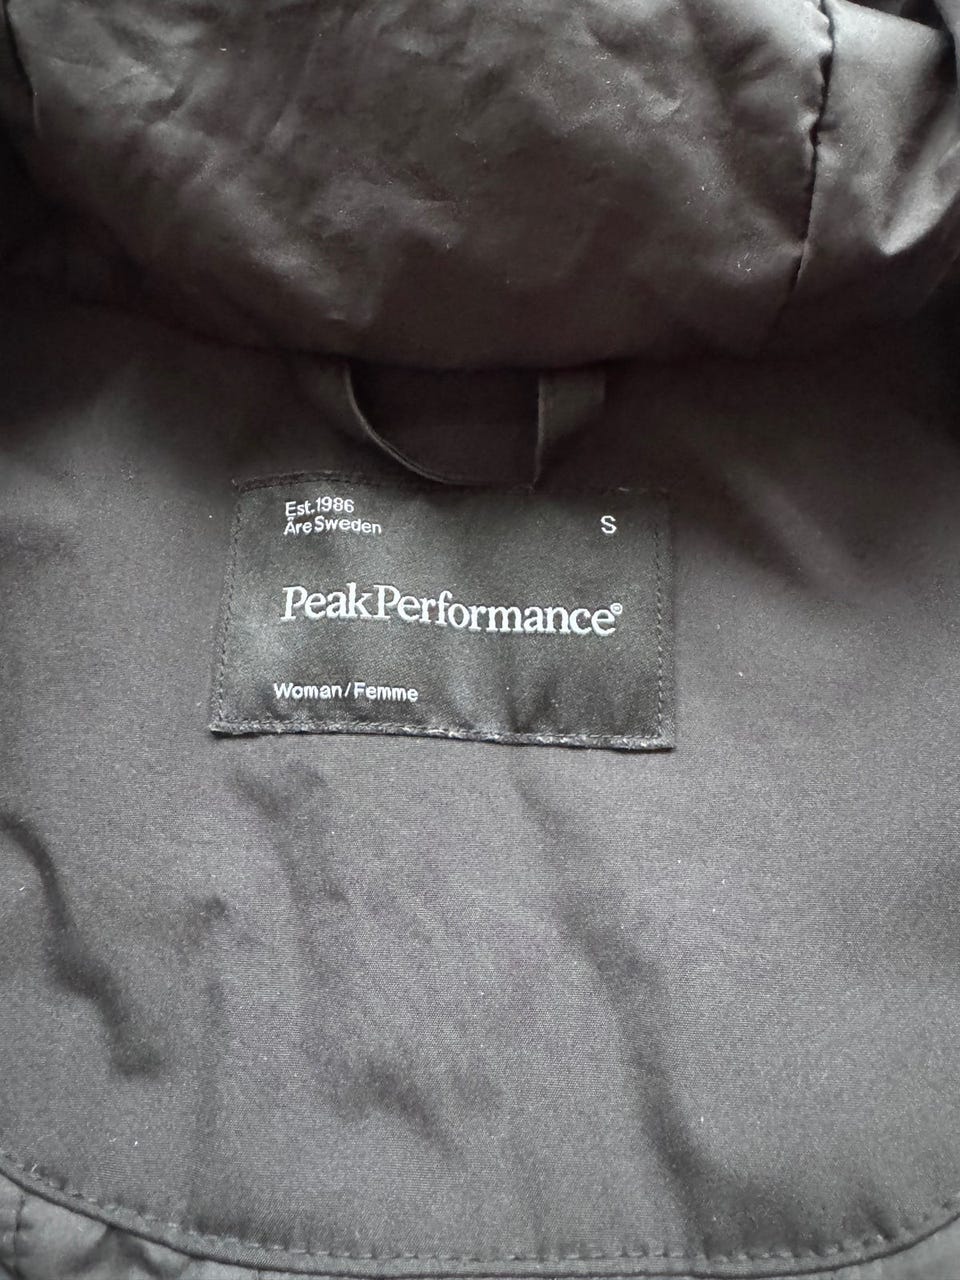 Est.1986
Åre Sweden
S
PeakPerformance®
Woman/Femme